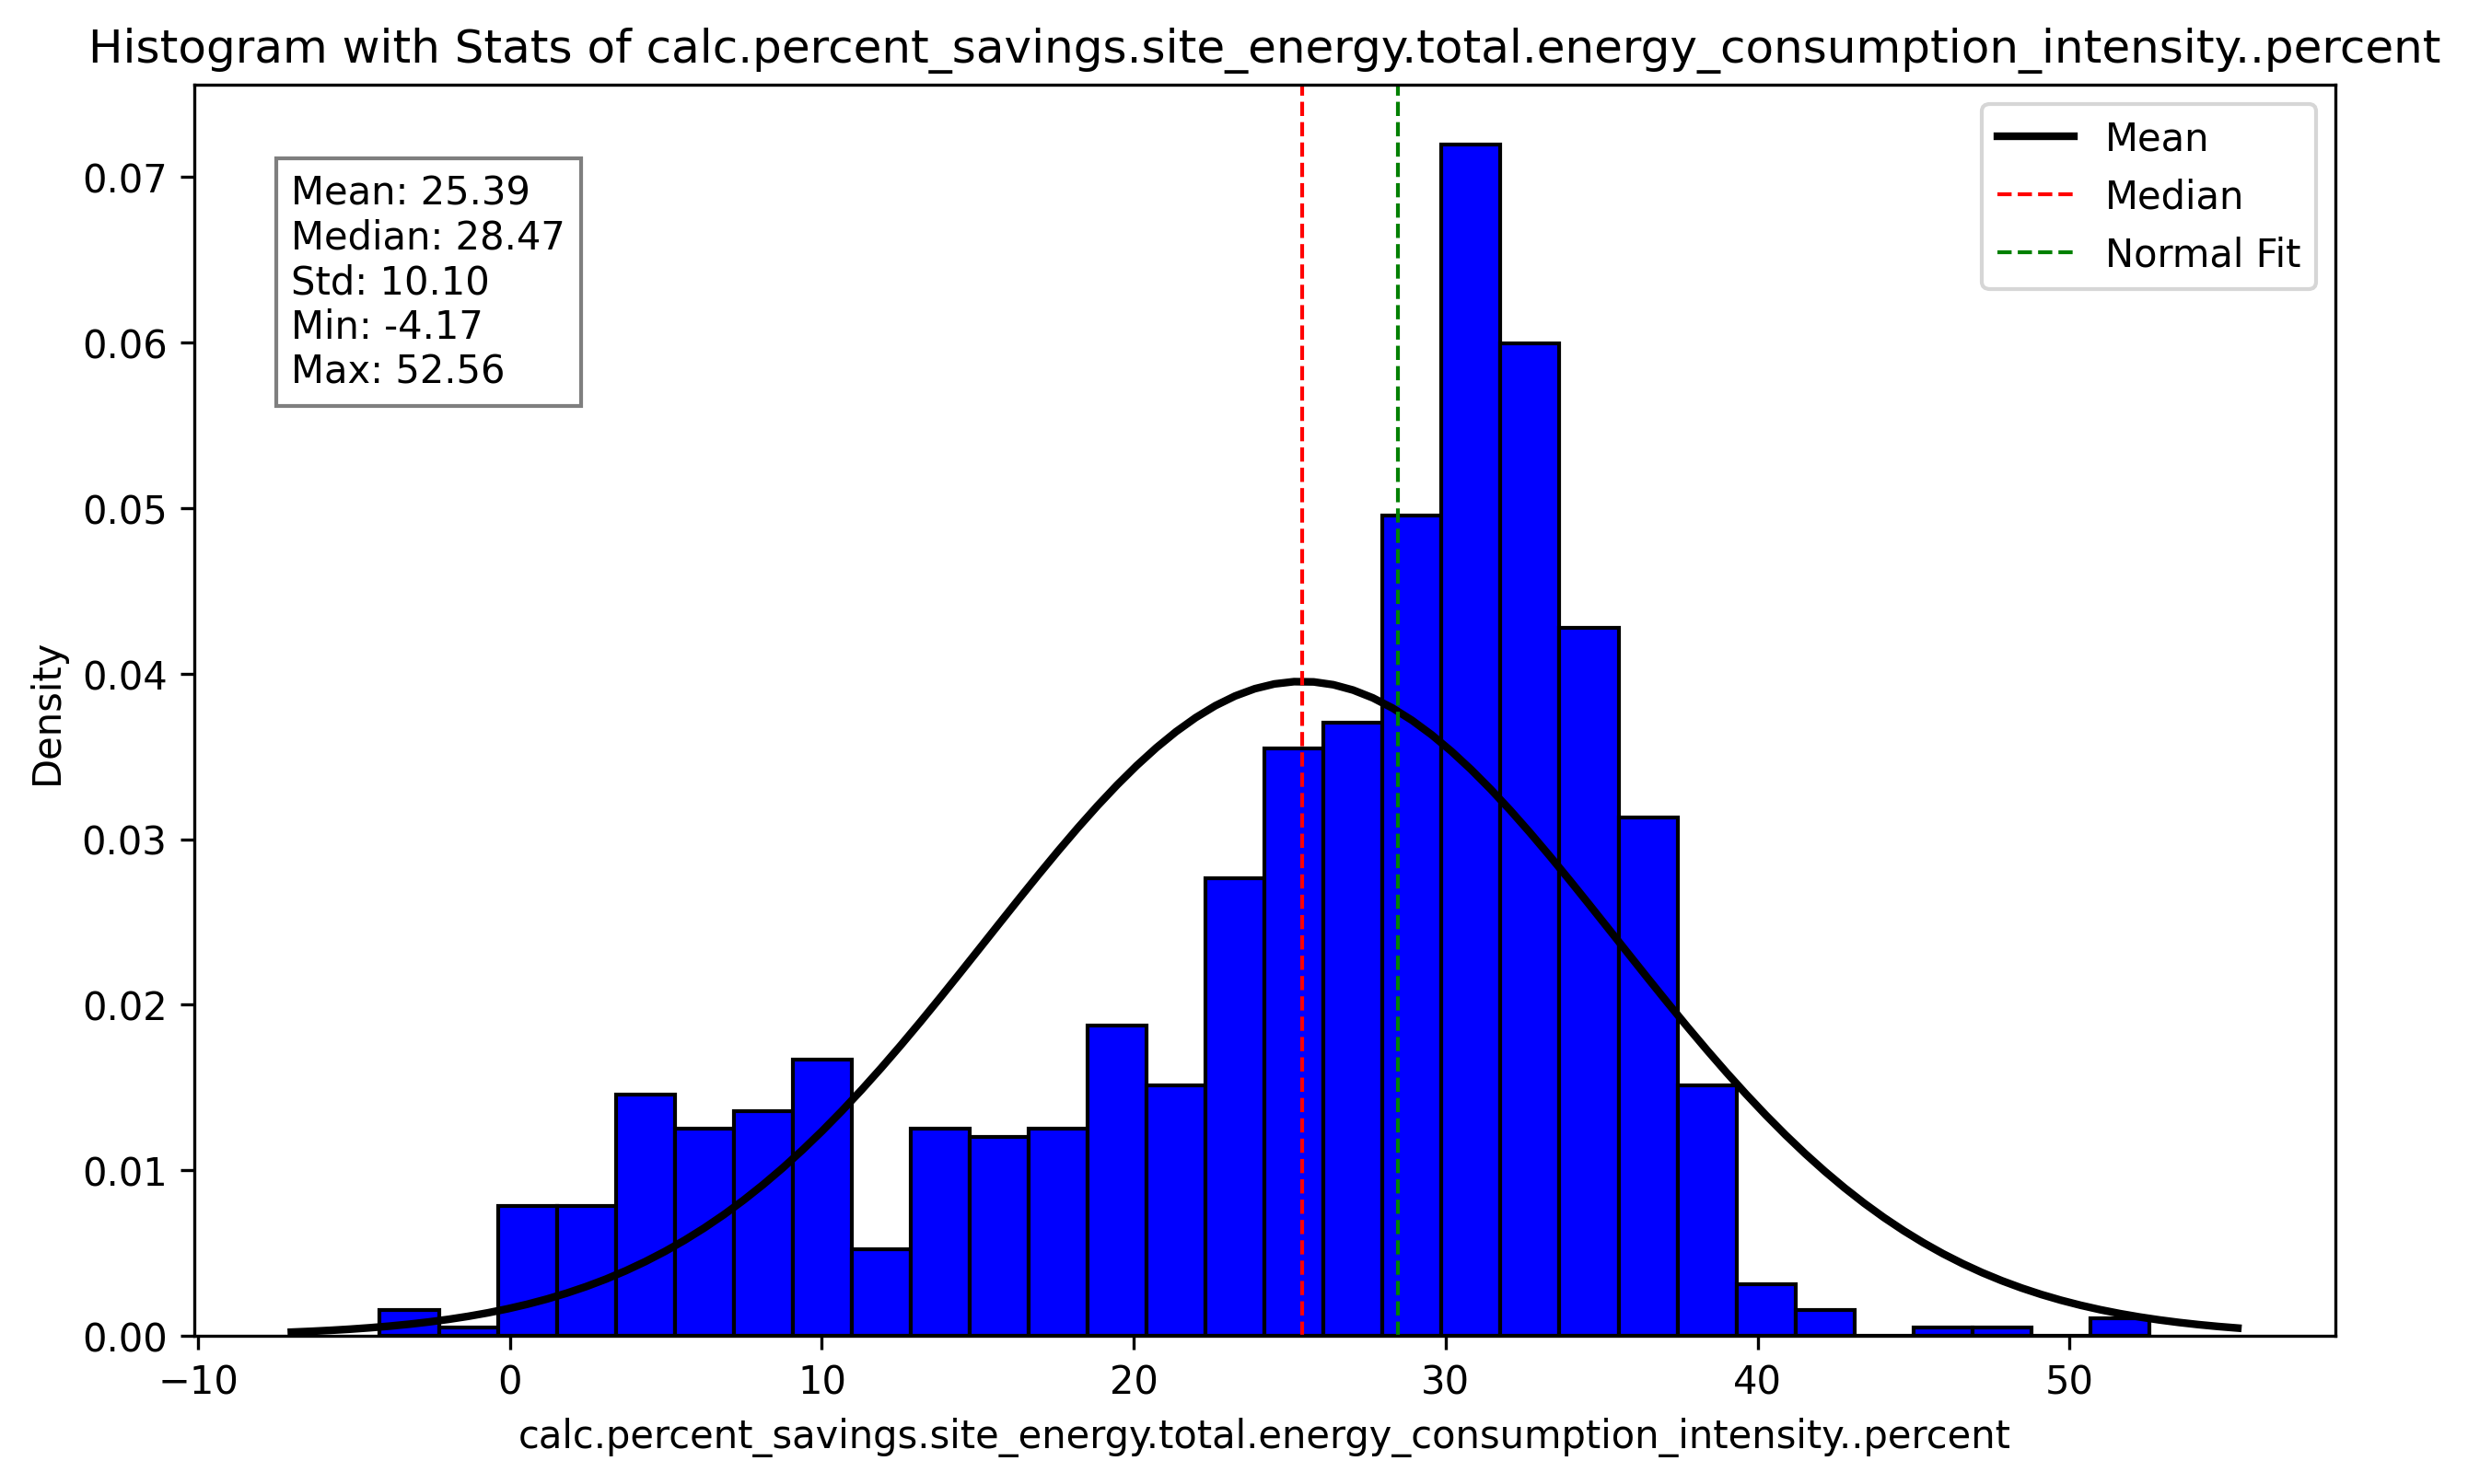 Histogram with Stats of calc.percent_savings.site_energy.total.energy_consumption_intensity..percent
Mean
Median
Normal Fit
Mean: 25.39
Median: 28.47
Std: 10.10
Min: -4.17
Max: 52.56
Density
0.07
0.06
0.05
0.04
0.03
0.02
0.01
0.00
−10
0
10
20
30
40
50
calc.percent_savings.site_energy.total.energy_consumption_intensity..percent